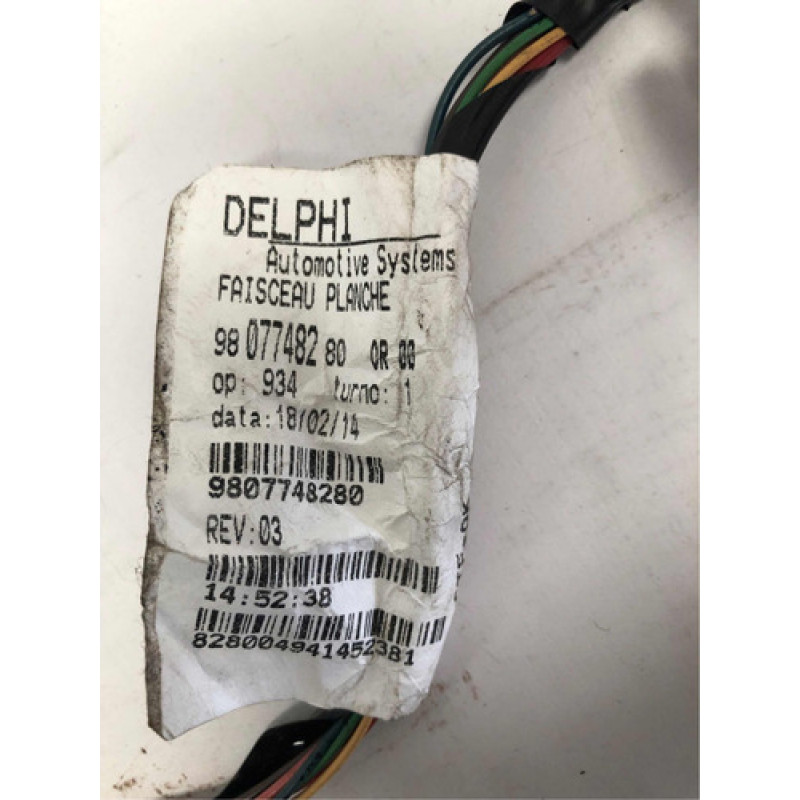 DELPHI
Automotive Systems
FAISCEAU PLANCHE
98 077482 80 OR 00
op: 934 turno: 1
data:18/02/14
9807748280
REV:03
14:52:38
828004941452381